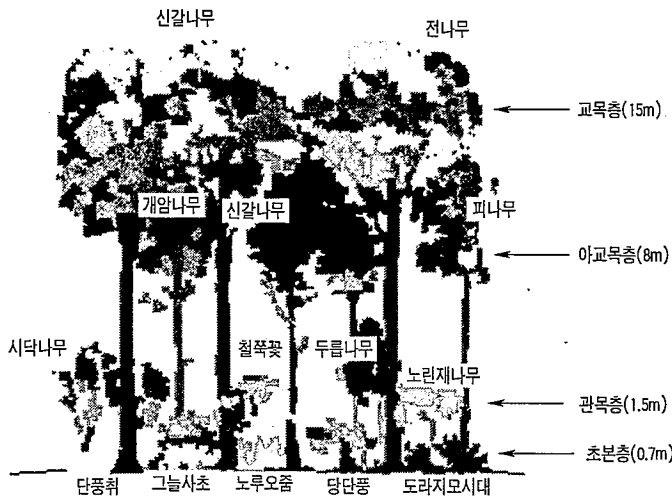 신갈나무 전나무
교목층(15m)
개암나무 신갈나무 피나무
아교목층(8m)
시닥나무 철쭉꽃 두릅나무
노린재나무
관목층(1.5m)
초본층(0.7m)
단풍취 그늘사초 노루오줌 당단풍 도라지모시대